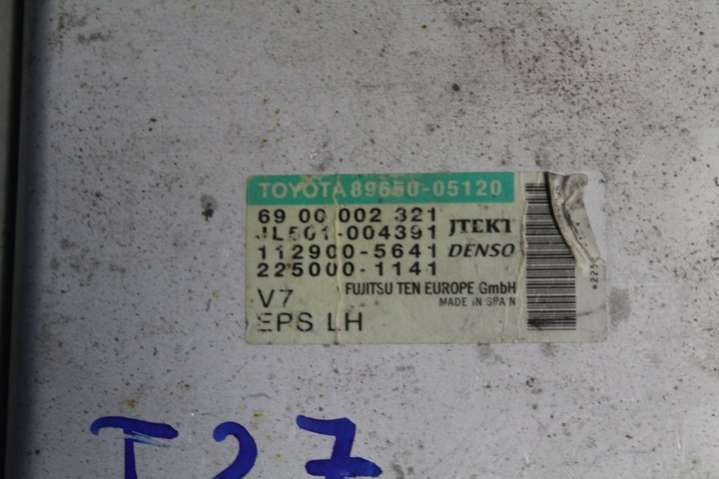 TOYOTA 89650-05120
69 00 002 321
JL501-004391 JTEKT
112900-5641 DENSO
225000-1141
FUJITSU TEN EUROPE GmbH
V7 MADE IN SPAIN
EPS LH
T27